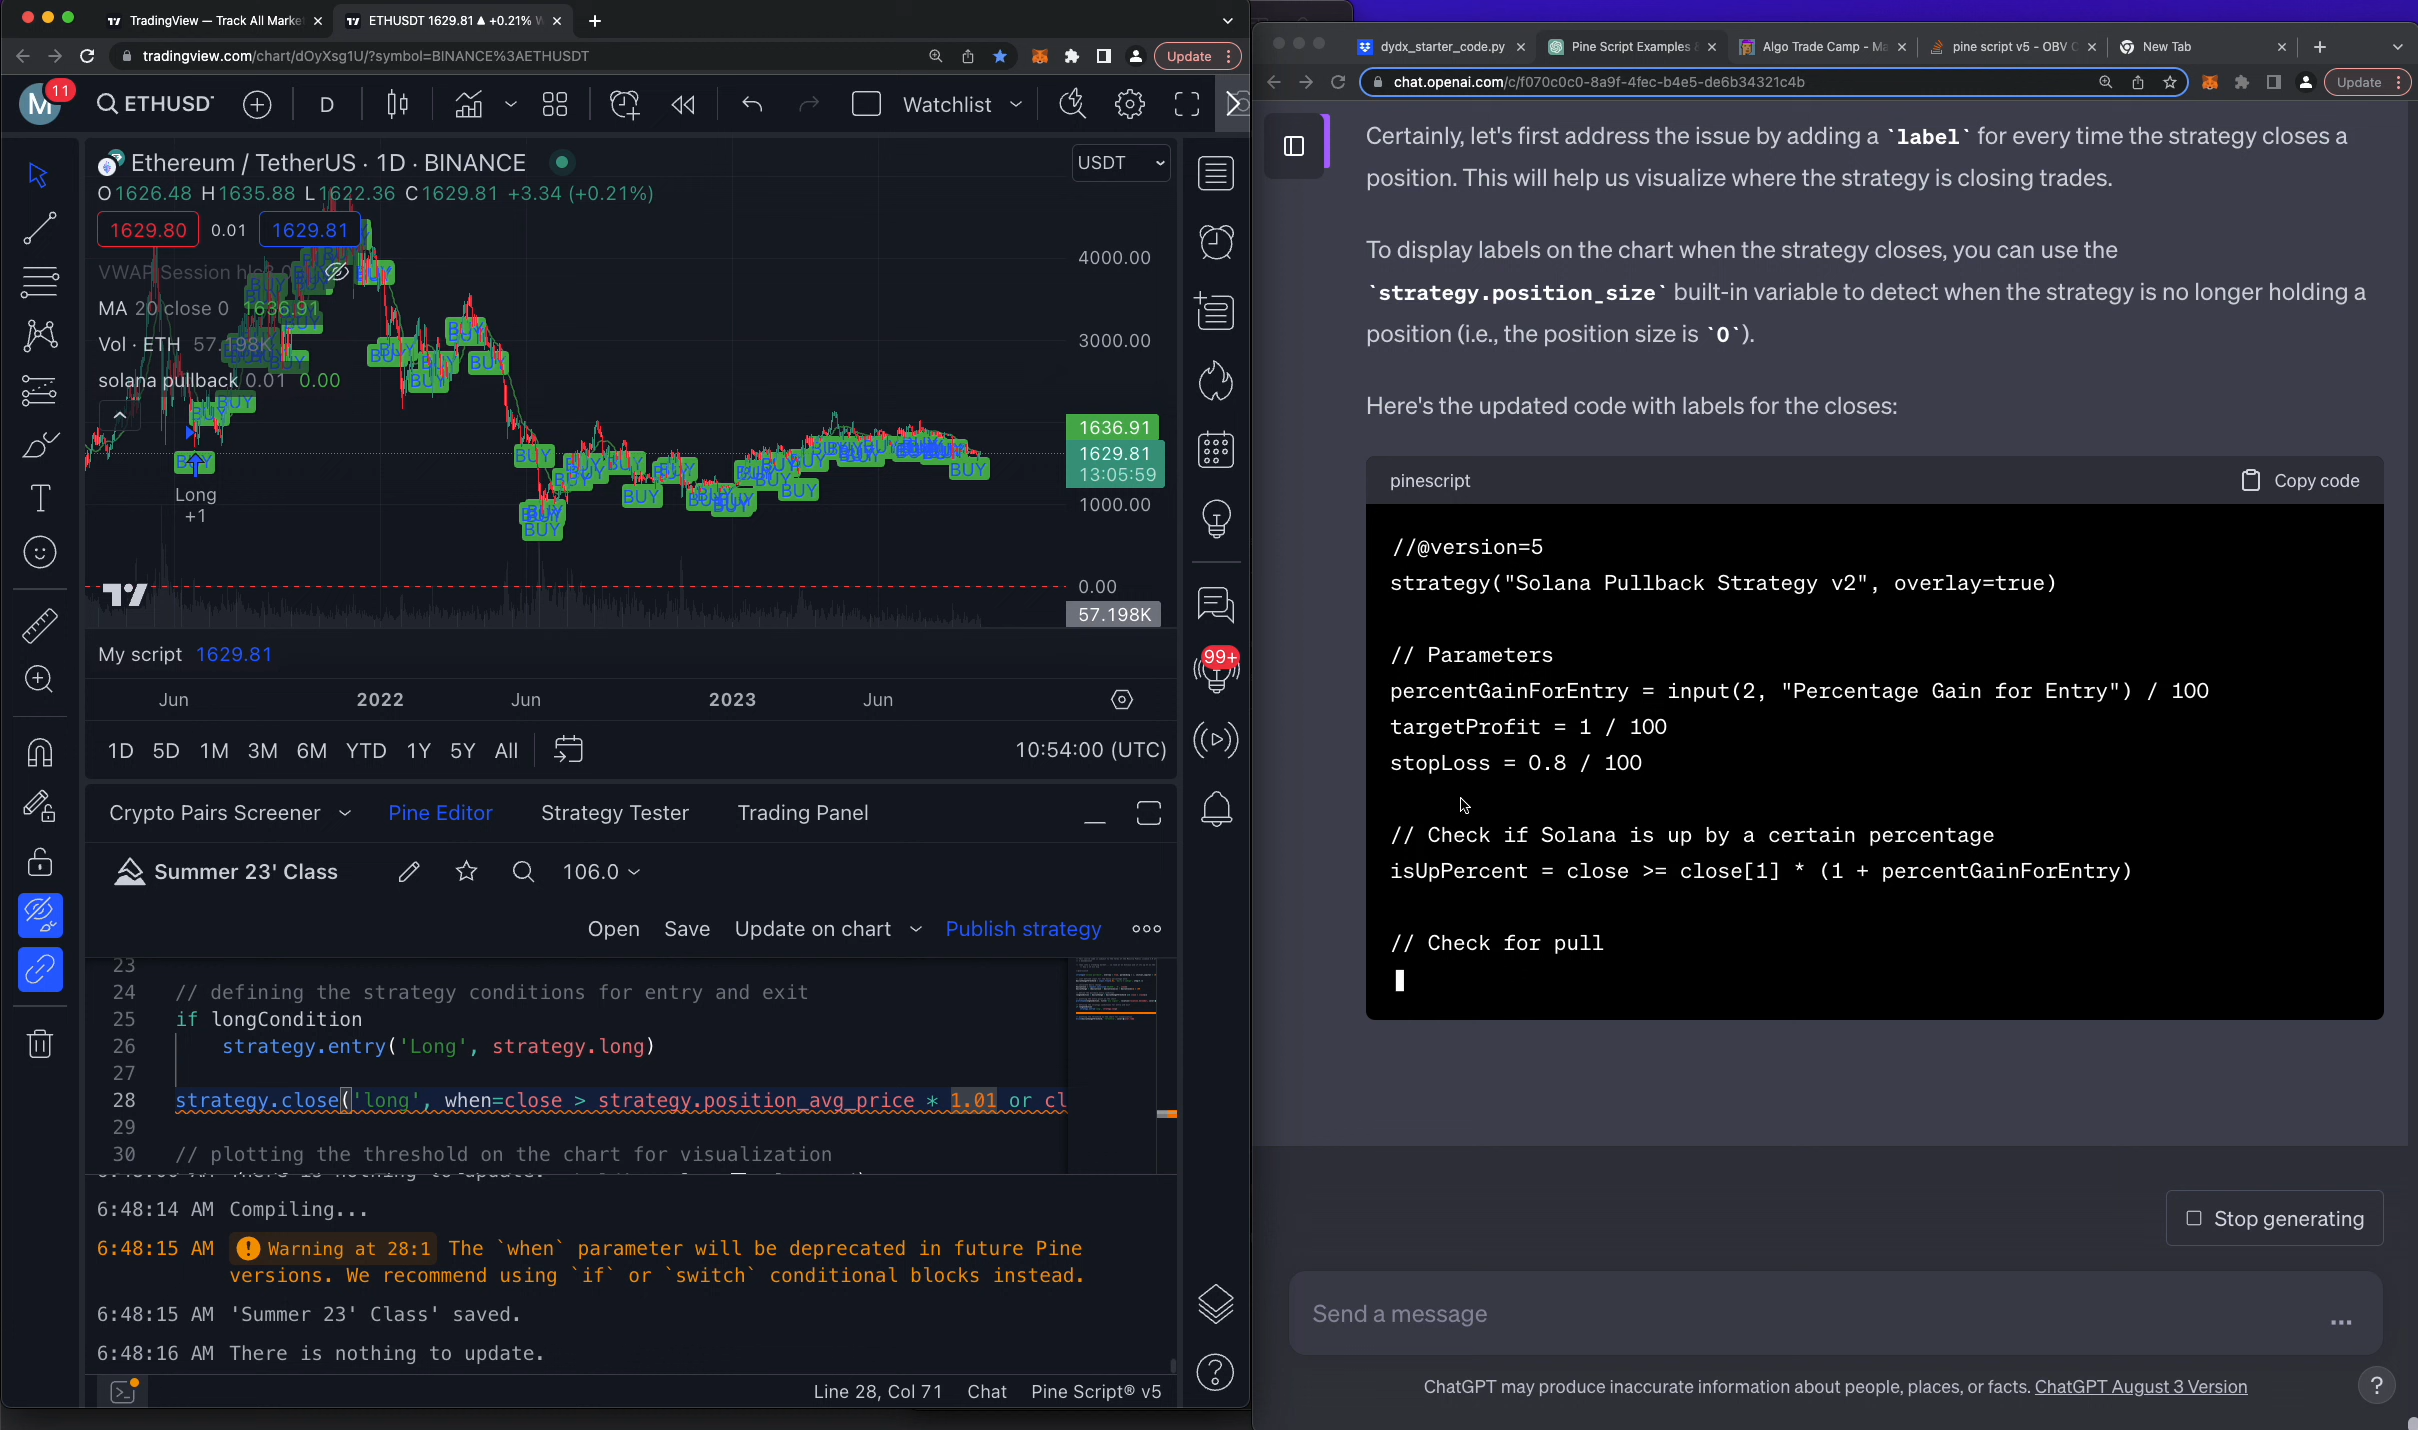 TradingView — Track All Marke
ETHUSDT 1629.81 ▲ +0.21%
tradingview.com/chart/dOyXsg1U/?symbol=BINANCE%3AETHUSDT
Update
M
11
ETHUSD
D
Watchlist
Ethereum / TetherUS · 1D · BINANCE
USDT
O1626.48 H1635.88 L1622.36 C1629.81 +3.34 (+0.21%)
1629.80
0.01
1629.81
VWAP Session hlc3 0
MA 20 close 0 1636.91
Vol · ETH 57.198K
solana pullback 0.01 0.00
BUY
Long
+1
4000.00
3000.00
1636.91
1629.81
13:05:59
1000.00
0.00
57.198K
My script 1629.81
Jun
2022
Jun
2023
Jun
1D 5D 1M 3M 6M YTD 1Y 5Y All
10:54:00 (UTC)
Crypto Pairs Screener
Pine Editor
Strategy Tester
Trading Panel
Summer 23' Class
106.0
Open
Save
Update on chart
Publish strategy
23
24 // defining the strategy conditions for entry and exit
25 if longCondition
26 strategy.entry('Long', strategy.long)
27
28 strategy.close('long', when=close > strategy.position_avg_price * 1.01 or cl
29
30 // plotting the threshold on the chart for visualization
6:48:14 AM Compiling...
6:48:15 AM Warning at 28:1 The `when` parameter will be deprecated in future Pine
versions. We recommend using `if` or `switch` conditional blocks instead.
6:48:15 AM 'Summer 23' Class' saved.
6:48:16 AM There is nothing to update.
Line 28, Col 71
Chat
Pine Script® v5
99+
dydx_starter_code.py
Pine Script Examples
Algo Trade Camp - Ma
pine script v5 - OBV C
New Tab
chat.openai.com/c/f070c0c0-8a9f-4fec-b4e5-de6b34321c4b
Update
Certainly, let's first address the issue by adding a `label` for every time the strategy closes a
position. This will help us visualize where the strategy is closing trades.
To display labels on the chart when the strategy closes, you can use the
`strategy.position_size` built-in variable to detect when the strategy is no longer holding a
position (i.e., the position size is `0`).
Here's the updated code with labels for the closes:
pinescript
Copy code
//@version=5
strategy("Solana Pullback Strategy v2", overlay=true)
// Parameters
percentGainForEntry = input(2, "Percentage Gain for Entry") / 100
targetProfit = 1 / 100
stopLoss = 0.8 / 100
// Check if Solana is up by a certain percentage
isUpPercent = close >= close[1] * (1 + percentGainForEntry)
// Check for pull
Stop generating
Send a message
ChatGPT may produce inaccurate information about people, places, or facts. ChatGPT August 3 Version
?